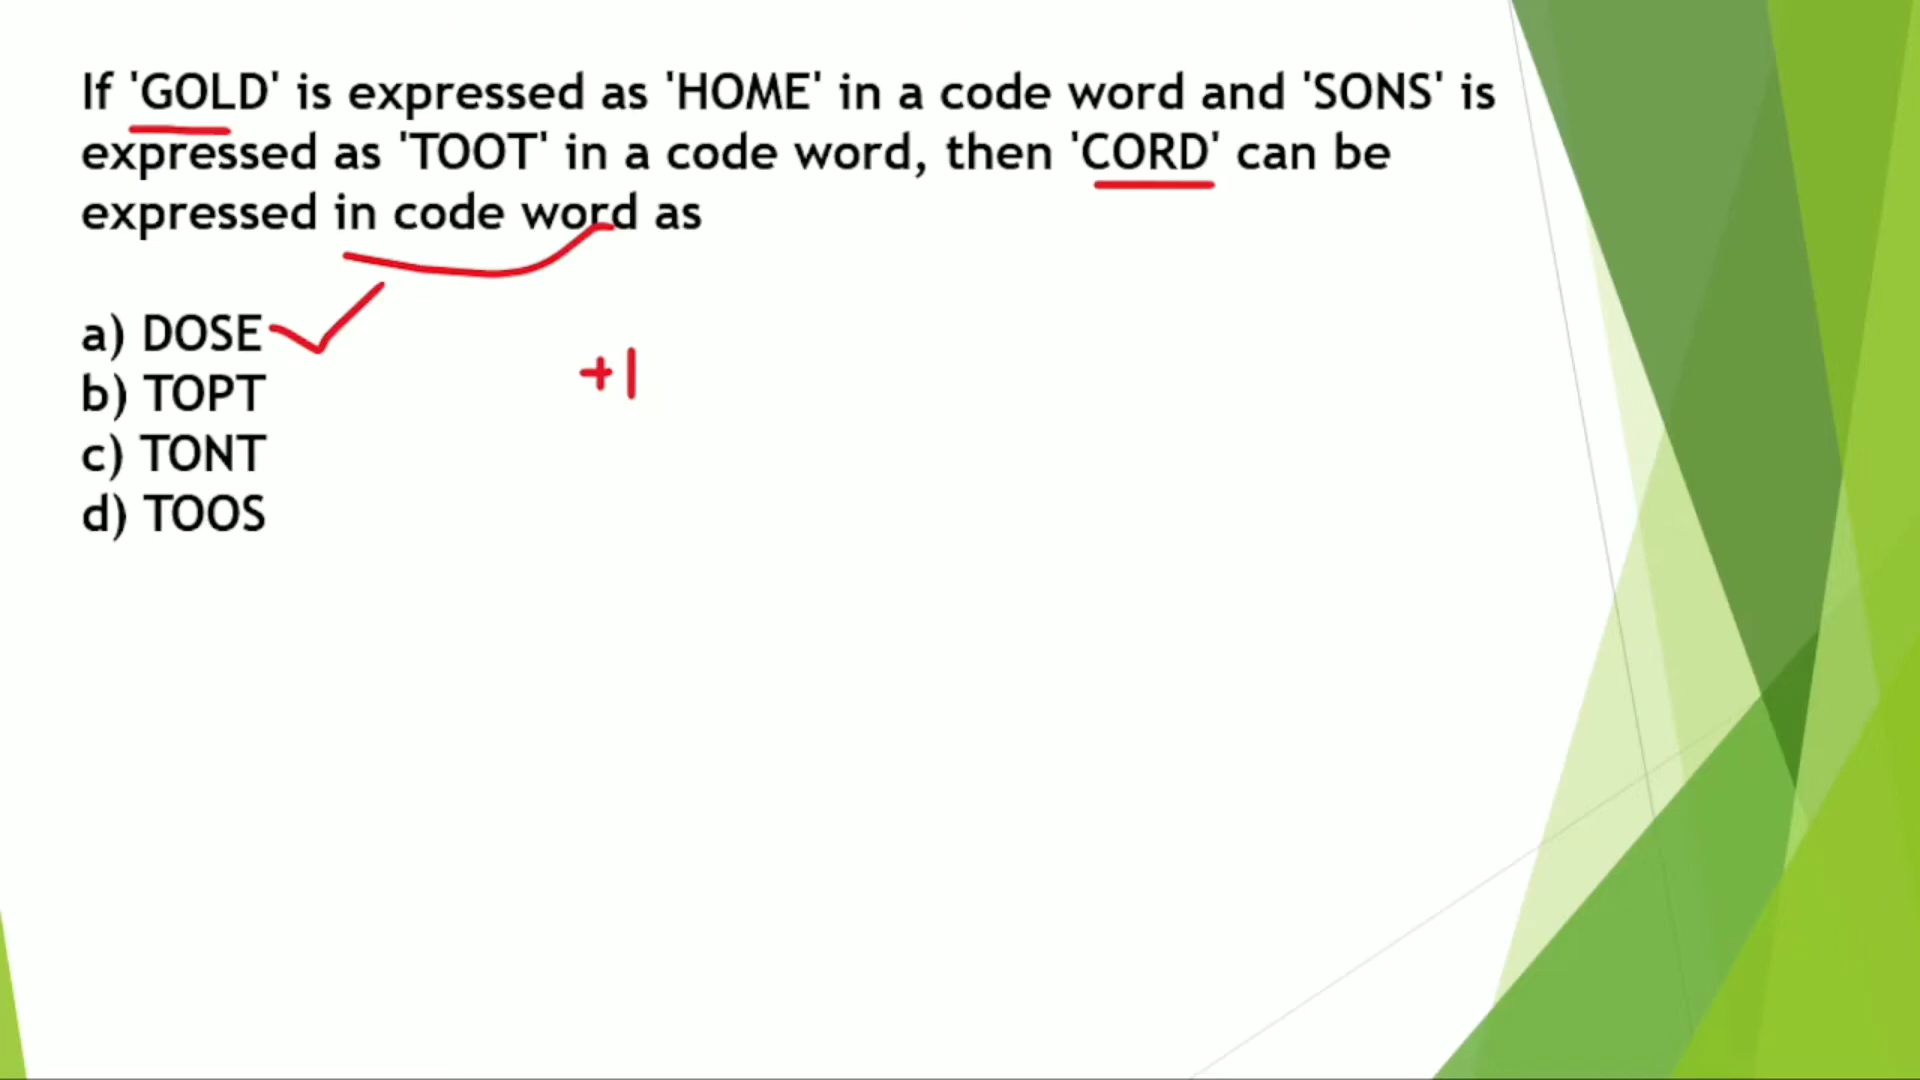 If 'GOLD' is expressed as 'HOME' in a code word and 'SONS' is
expressed as 'TOOT' in a code word, then 'CORD' can be
expressed in code word as
a) DOSE
b) TOPT
c) TONT
d) TOOS
+1